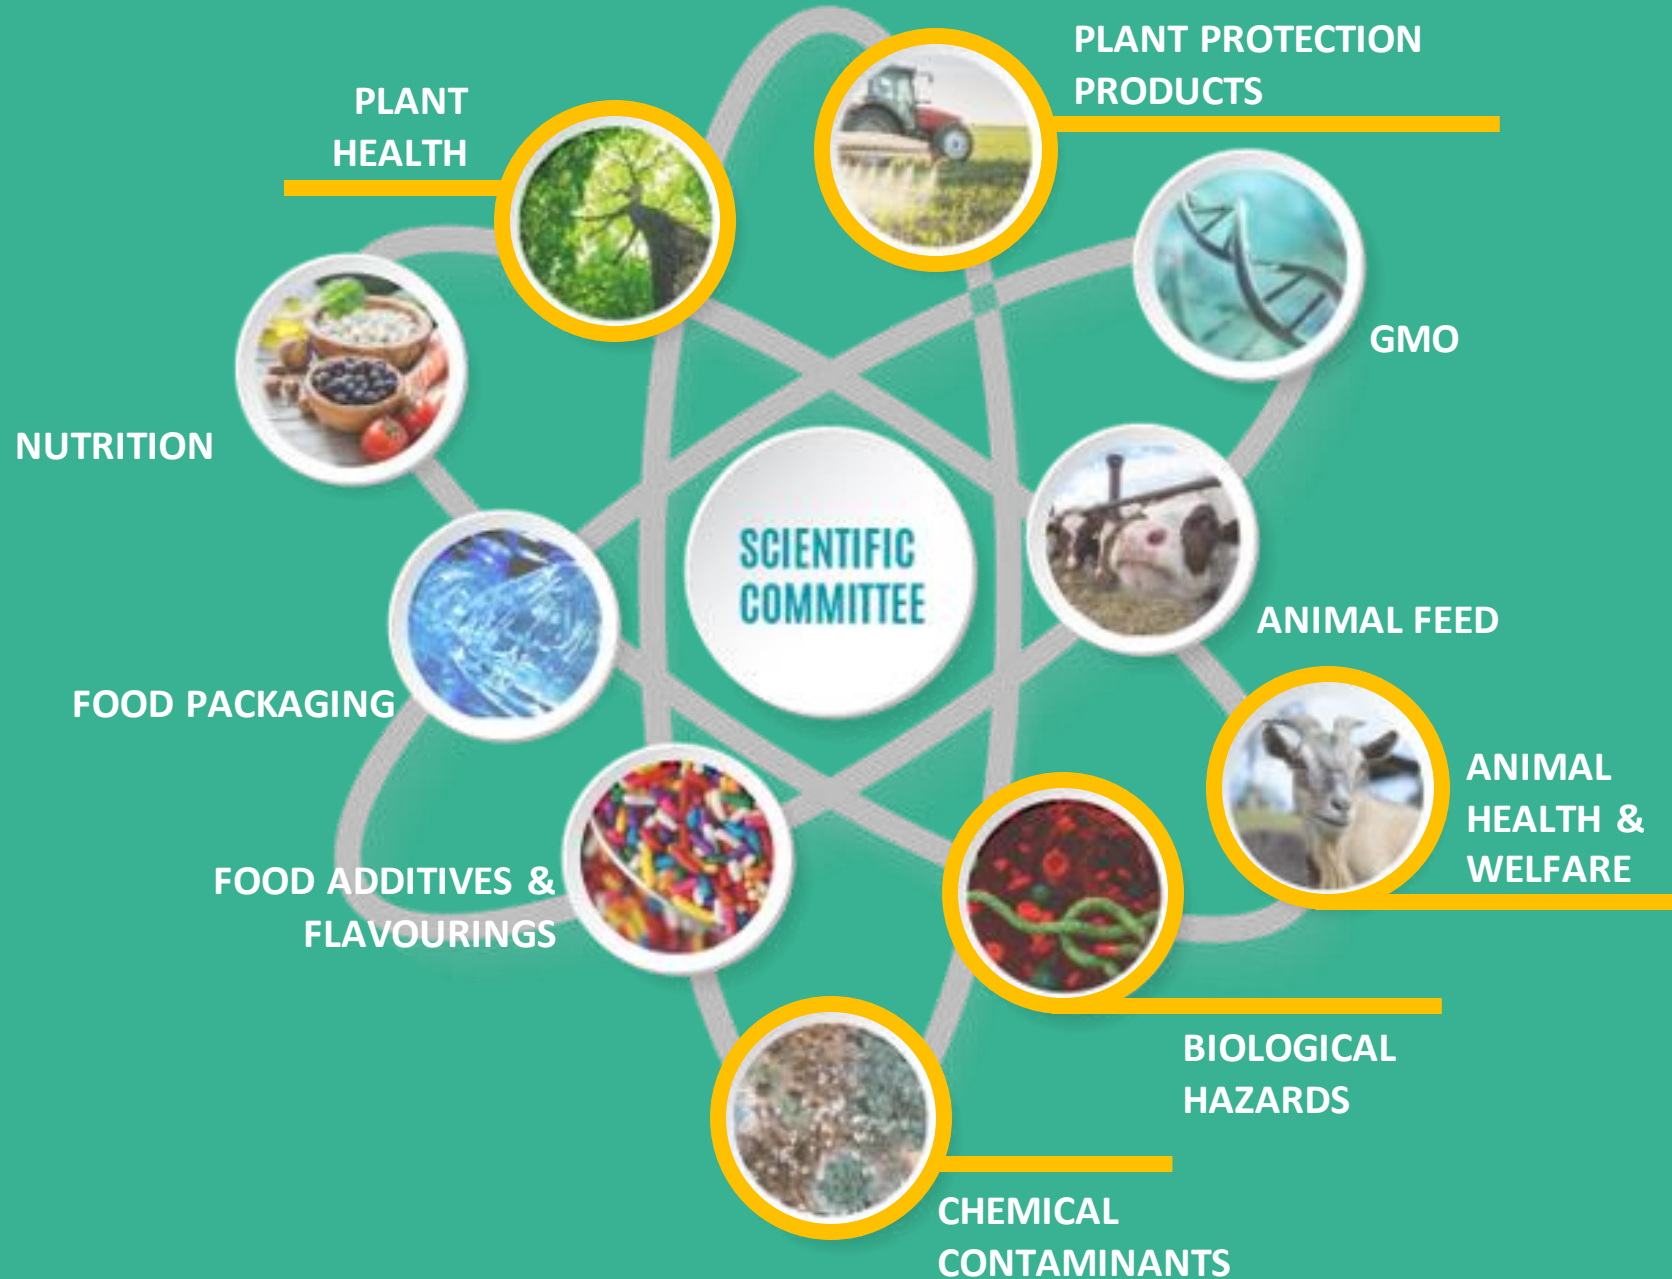 PLANT PROTECTION
PRODUCTS
PLANT
HEALTH
GMO
NUTRITION
SCIENTIFIC
COMMITTEE
ANIMAL FEED
FOOD PACKAGING
ANIMAL
HEALTH &
WELFARE
FOOD ADDITIVES &
FLAVOURINGS
BIOLOGICAL
HAZARDS
CHEMICAL
CONTAMINANTS